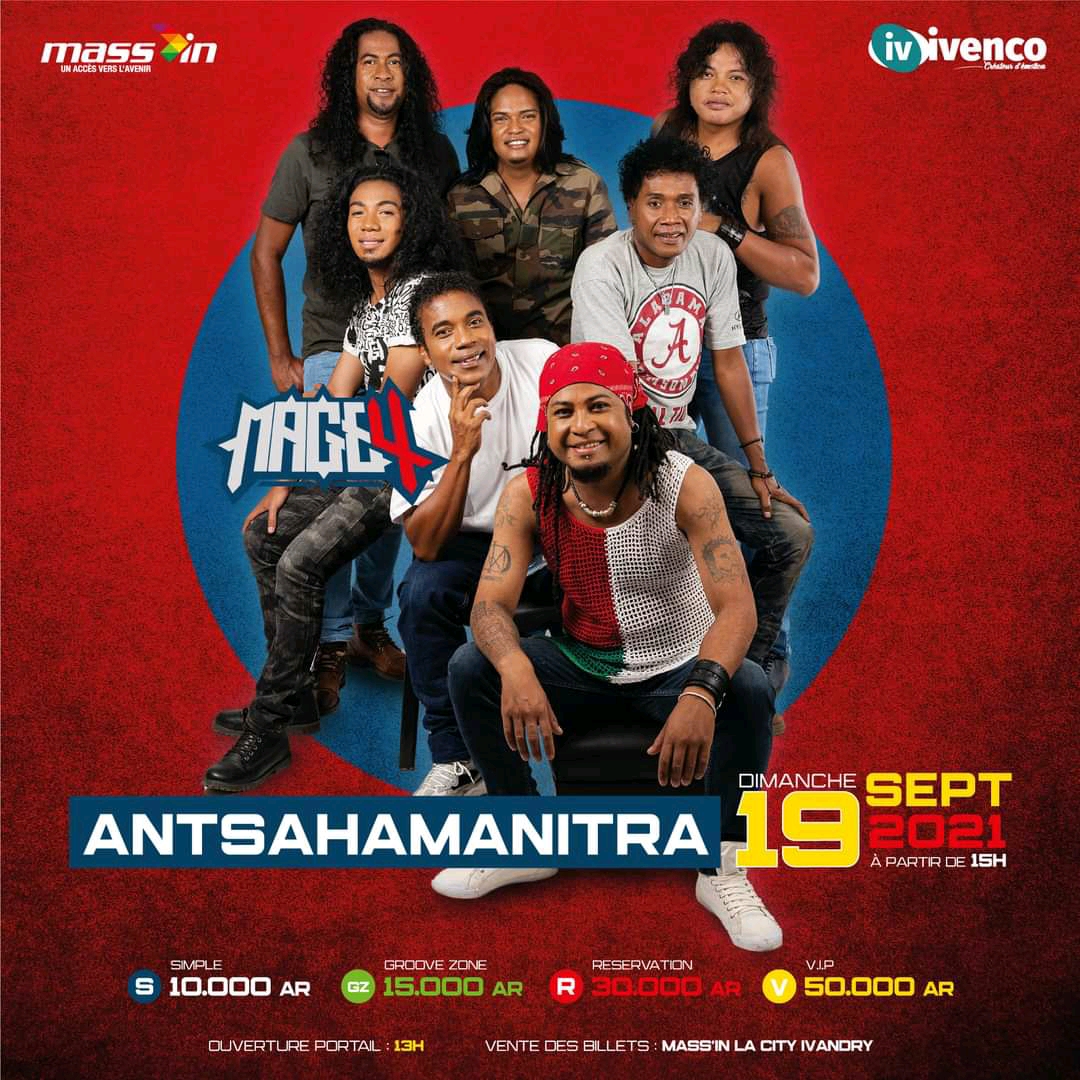 mass in
UN ACCÈS VERS L'AVENIR
iv ivenco
Créateur d'émotion
ALABAMA
A
MAGE4
ANTSAHAMANITRA
DIMANCHE
19 SEPT
2021
À PARTIR DE 15H
SIMPLE
S 10.000 AR
GROOVE ZONE
GZ 15.000 AR
RESERVATION
R 30.000 AR
V.I.P
V 50.000 AR
OUVERTURE PORTAIL : 13H
VENTE DES BILLETS : MASS'IN LA CITY IVANDRY